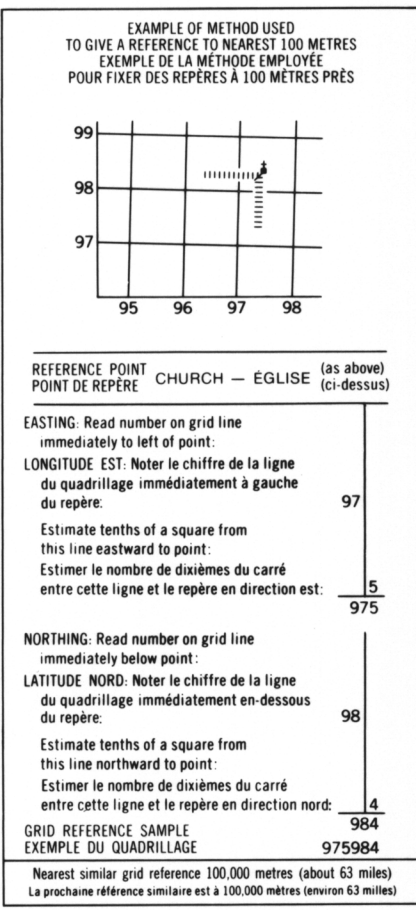 EXAMPLE OF METHOD USED
TO GIVE A REFERENCE TO NEAREST 100 METRES
EXEMPLE DE LA MÉTHODE EMPLOYÉE
POUR FIXER DES REPÈRES À 100 MÈTRES PRÈS
99
98
97
95 96 97 98
REFERENCE POINT
POINT DE REPÈRE
CHURCH — ÉGLISE
(as above)
(ci-dessus)
EASTING: Read number on grid line
immediately to left of point:
LONGITUDE EST: Noter le chiffre de la ligne
du quadrillage immédiatement à gauche
du repère: 97
Estimate tenths of a square from
this line eastward to point:
Estimer le nombre de dixièmes du carré
entre cette ligne et le repère en direction est: 5
975
NORTHING: Read number on grid line
immediately below point:
LATITUDE NORD: Noter le chiffre de la ligne
du quadrillage immédiatement en-dessous
du repère: 98
Estimate tenths of a square from
this line northward to point:
Estimer le nombre de dixièmes du carré
entre cette ligne et le repère en direction nord: 4
984
GRID REFERENCE SAMPLE
EXEMPLE DU QUADRILLAGE 975984
Nearest similar grid reference 100,000 metres (about 63 miles)
La prochaine référence similaire est à 100,000 mètres (environ 63 milles)